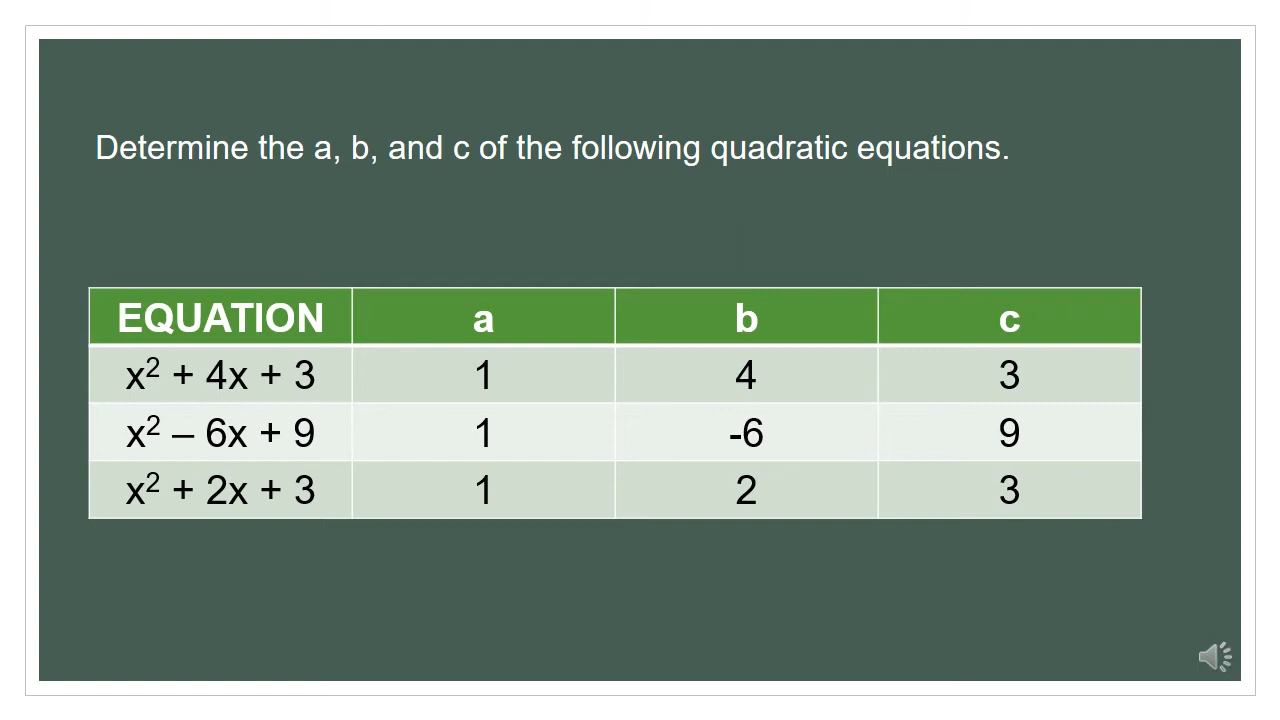 Determine the a, b, and c of the following quadratic equations.
EQUATION a b c
x² + 4x + 3 1 4 3
x² – 6x + 9 1 -6 9
x² + 2x + 3 1 2 3